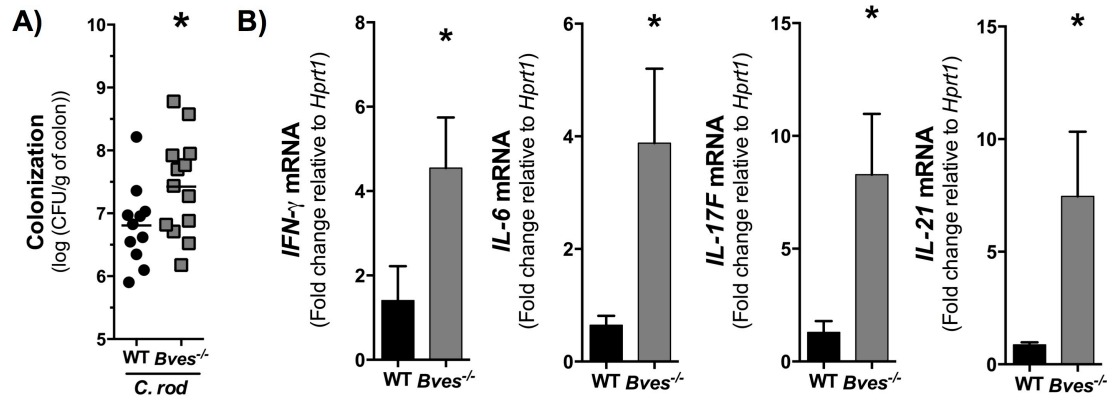 A)
*
Colonization
(log (CFU/g of colon))
10
9
8
7
6
5
WT Bves-/-
C. rod
B)
IFN-γ mRNA
(Fold change relative to Hprt1)
8
6
4
2
0
*
WT Bves-/-
IL-6 mRNA
(Fold change relative to Hprt1)
6
4
2
0
*
WT Bves-/-
IL-17F mRNA
(Fold change relative to Hprt1)
15
10
5
0
*
WT Bves-/-
IL-21 mRNA
(Fold change relative to Hprt1)
15
10
5
0
*
WT Bves-/-